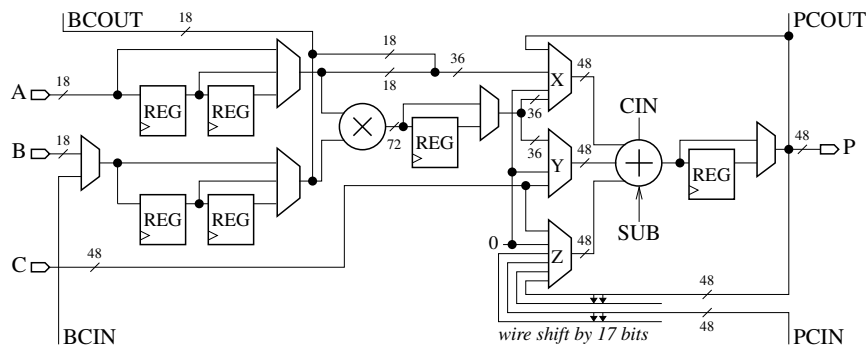 BCOUT
18
PCOUT
18
36
48
A
18
18
X
REG
REG
CIN
36
B
18
×
72
REG
36
Y
48
+
REG
48
P
REG
REG
SUB
C
48
0
Z
48
48
wire shift by 17 bits
48
BCIN
PCIN